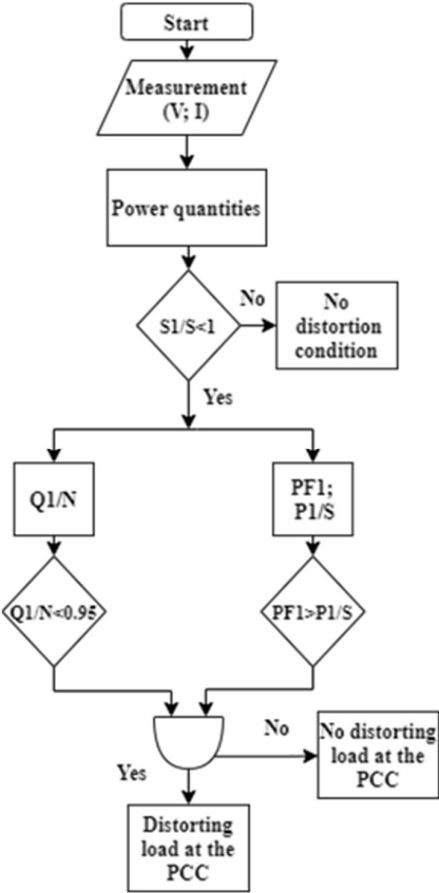 Start
Measurement
(V; I)
Power quantities
S1/S<1
No
No
distortion
condition
Yes
Q1/N
PF1;
P1/S
Q1/N<0.95
PF1>P1/S
No
No distorting
load at the
PCC
Yes
Distorting
load at the
PCC